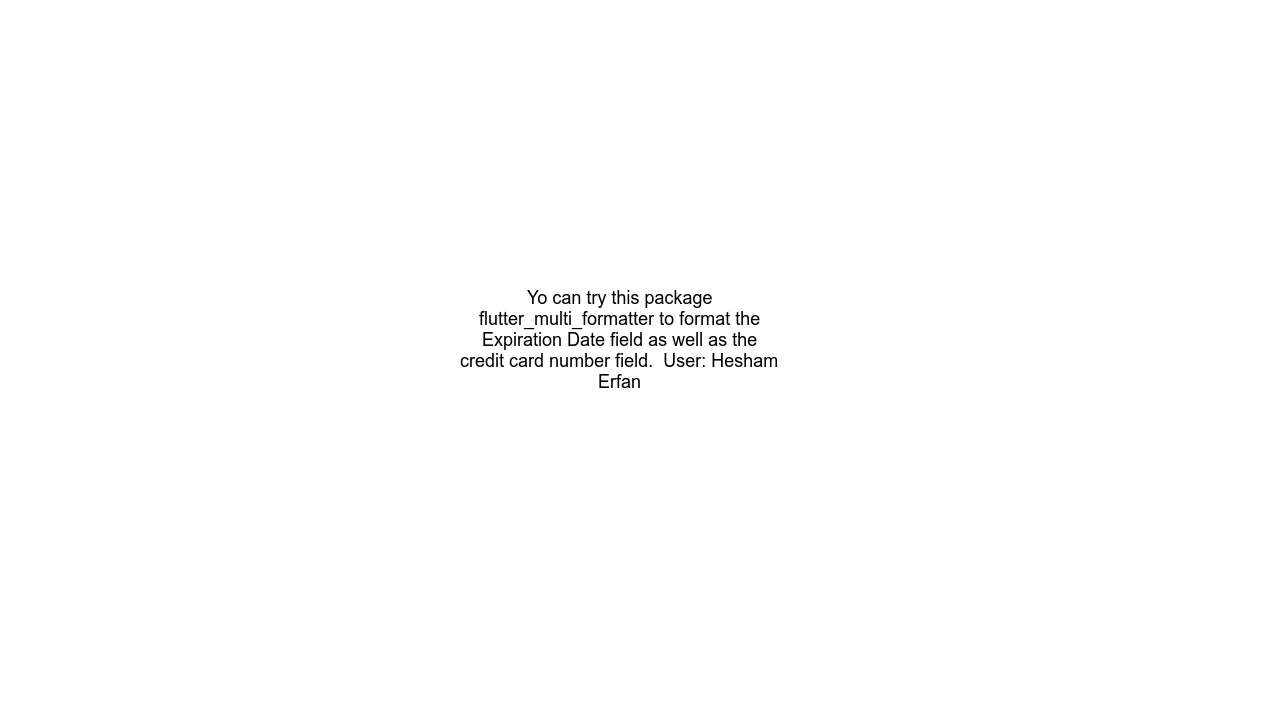 Yo can try this package
flutter_multi_formatter to format the
Expiration Date field as well as the
credit card number field.  User: Hesham
Erfan